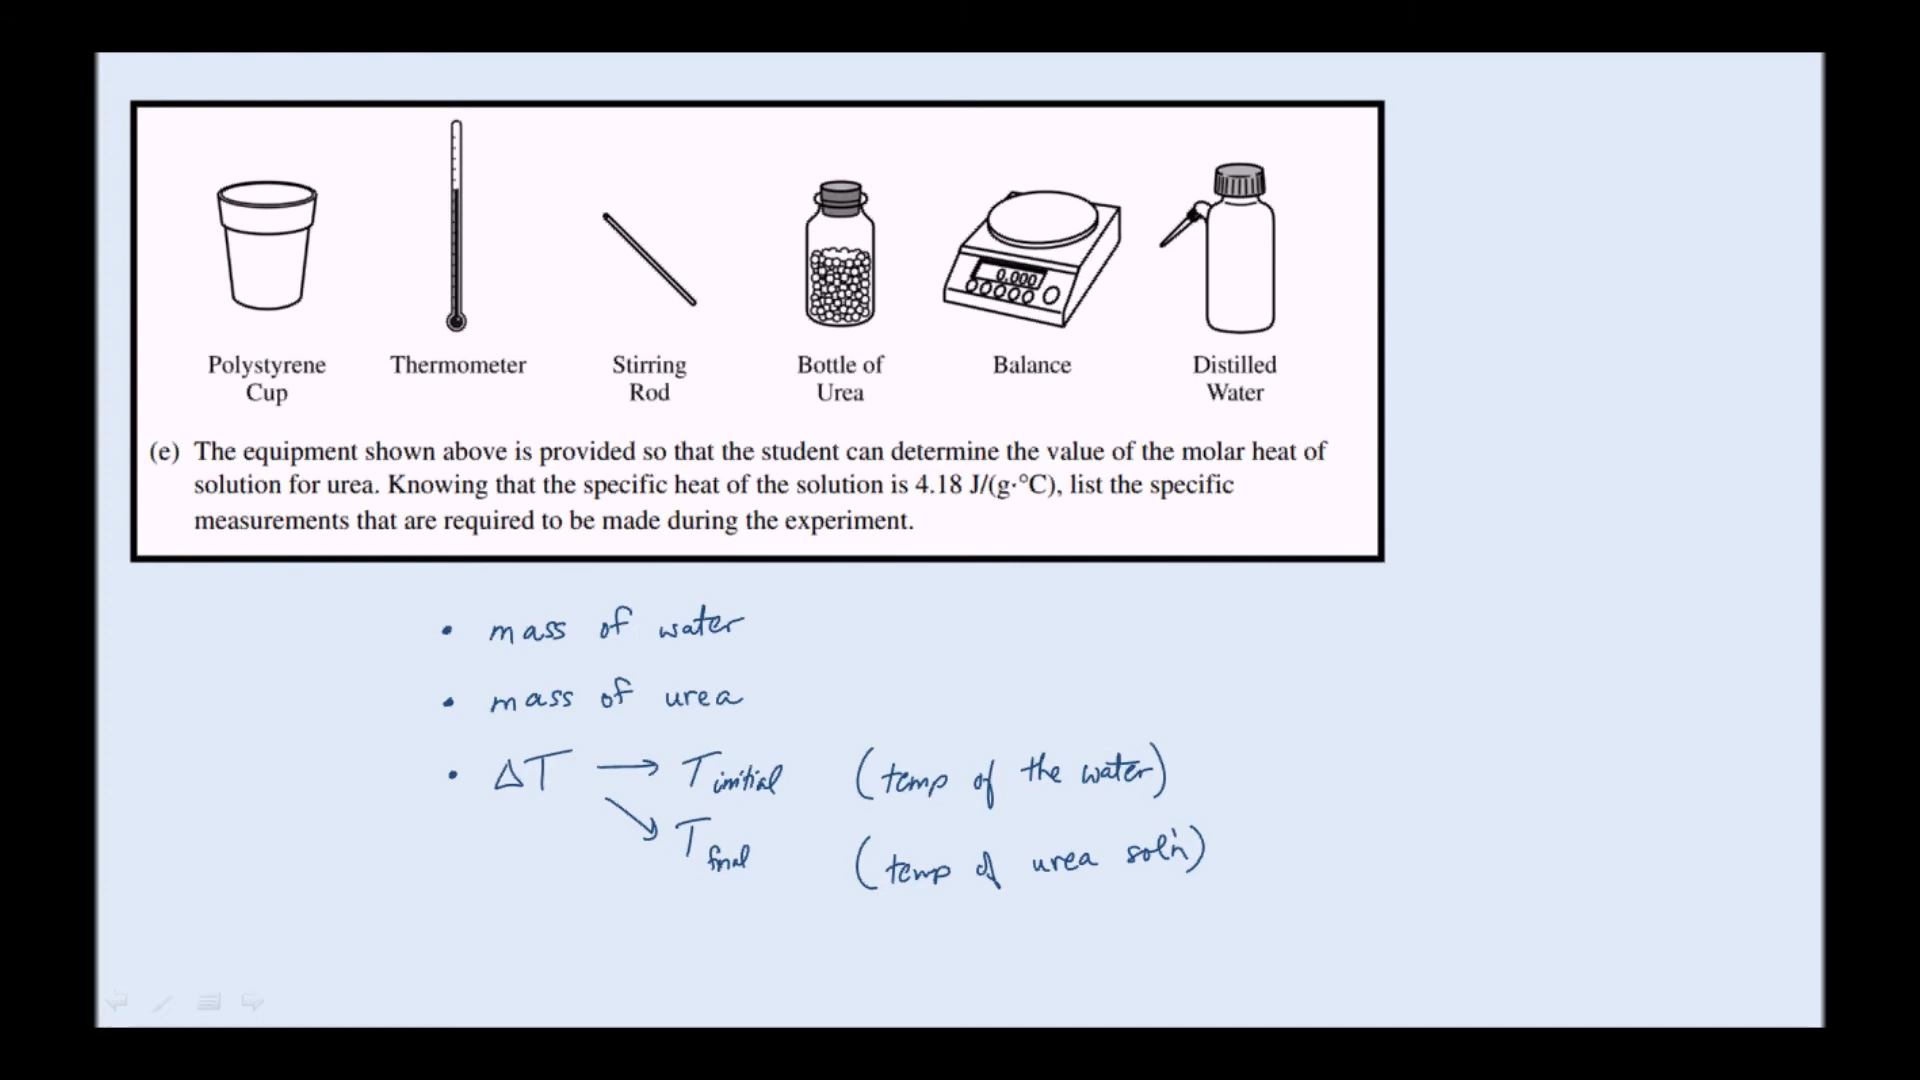 0.000
Polystyrene Cup
Thermometer
Stirring Rod
Bottle of Urea
Balance
Distilled Water
(e) The equipment shown above is provided so that the student can determine the value of the molar heat of
solution for urea. Knowing that the specific heat of the solution is 4.18 J/(g·°C), list the specific
measurements that are required to be made during the experiment.
• mass of water
• mass of urea
• ΔT → T initial (temp of the water)
↘ T final (temp of urea sol'n)